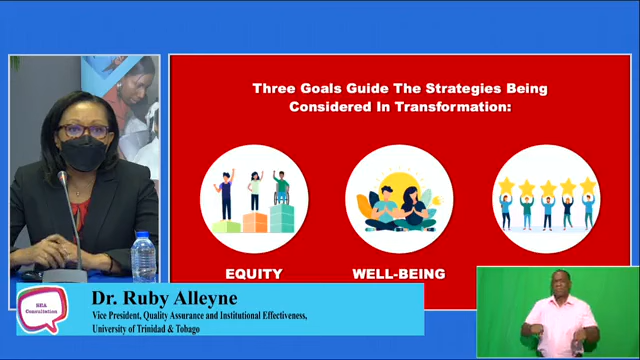 Three Goals Guide The Strategies Being
Considered In Transformation:
EQUITY
WELL-BEING
SEA
Consultation
Dr. Ruby Alleyne
Vice President, Quality Assurance and Institutional Effectiveness,
University of Trinidad & Tobago